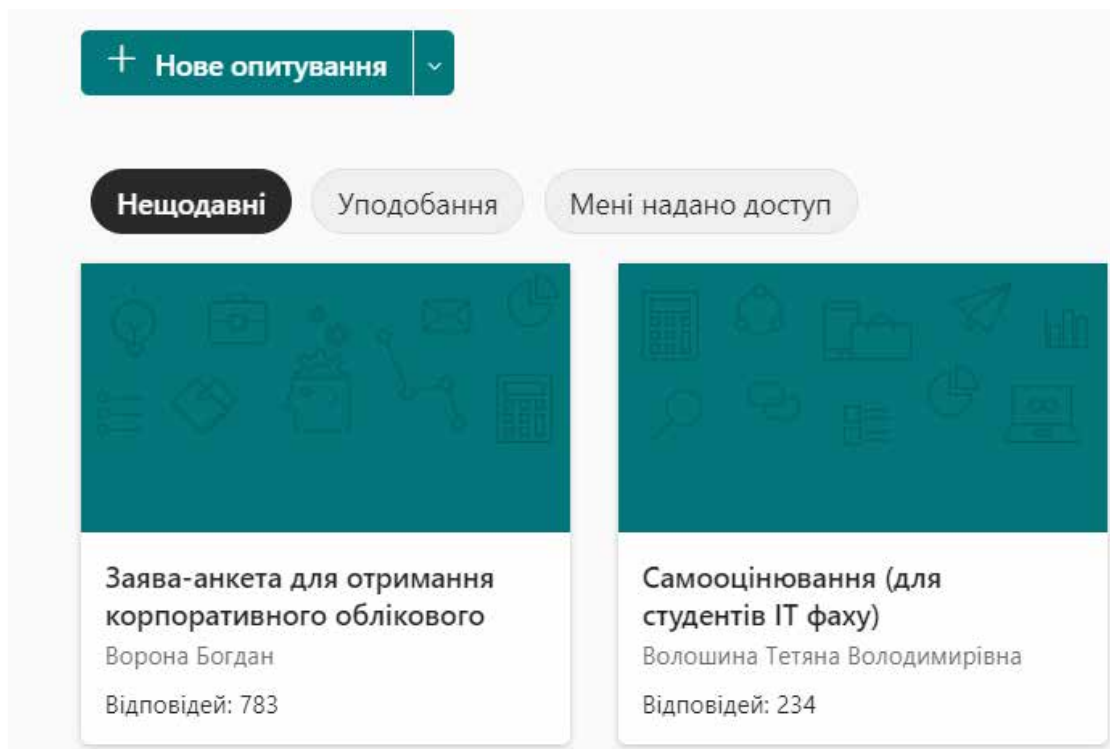 + Нове опитування
Нещодавні
Уподобання
Мені надано доступ
Заява-анкета для отримання
корпоративного облікового
Ворона Богдан
Відповідей: 783
Самооцінювання (для
студентів ІТ фаху)
Волошина Тетяна Володимирівна
Відповідей: 234